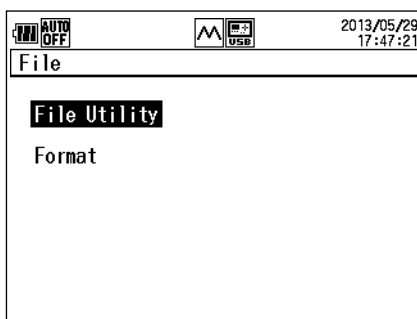 AUTO OFF
USB
2013/05/29
17:47:21
File
File Utility
Format